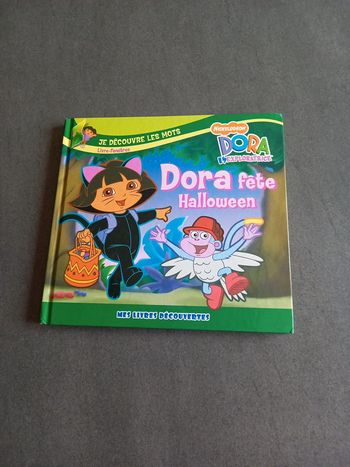 JE DÉCOUVRE LES MOTS
Livre-fenêtres
NICKELODEON
DORA
L'EXPLORATRICE
Dora fête
Halloween
MES LIVRES DÉCOUVERTES